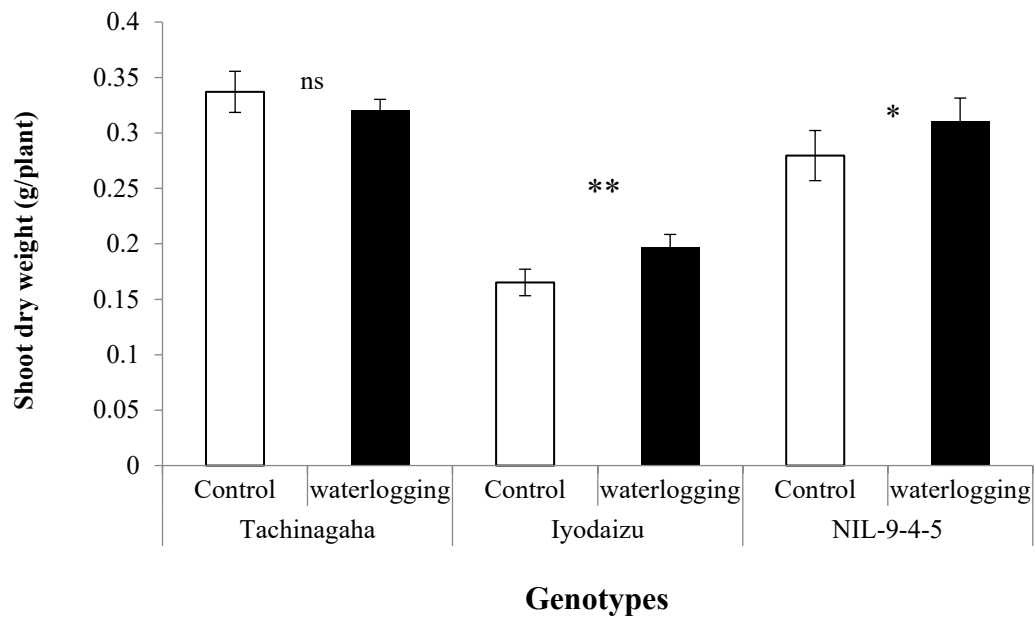 Shoot dry weight (g/plant)
0.4
0.35
0.3
0.25
0.2
0.15
0.1
0.05
0
ns
**
*
Control waterlogging Control waterlogging Control waterlogging
Tachinagaha Iyodaizu NIL-9-4-5
Genotypes